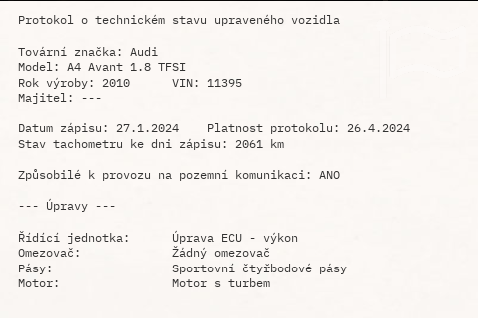 Protokol o technickém stavu upraveného vozidla
Tovární značka: Audi
Model: A4 Avant 1.8 TFSI
Rok výroby: 2010 VIN: 11395
Majitel: ---
Datum zápisu: 27.1.2024 Platnost protokolu: 26.4.2024
Stav tachometru ke dni zápisu: 2061 km
Způsobilé k provozu na pozemní komunikaci: ANO
--- Úpravy ---
Řídící jednotka: Úprava ECU - výkon
Omezovač: Žádný omezovač
Pásy: Sportovní čtyřbodové pásy
Motor: Motor s turbem